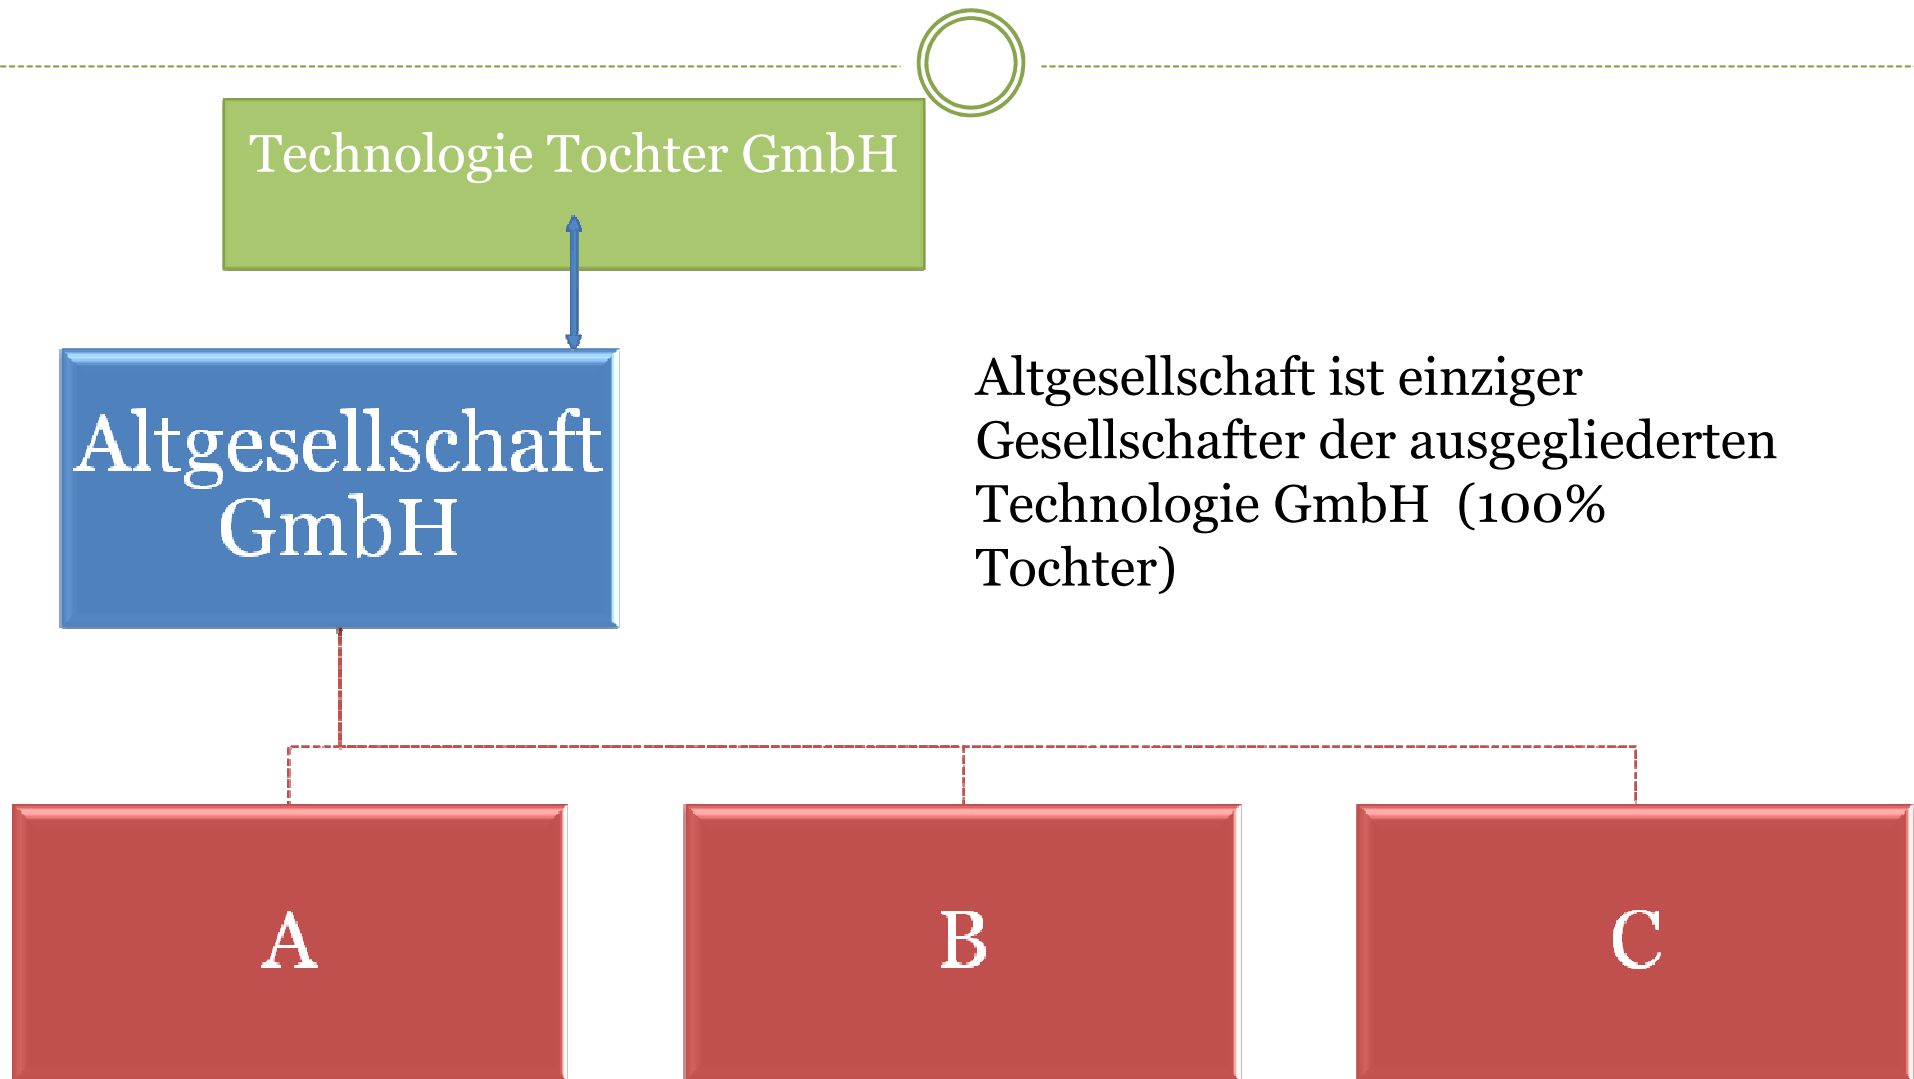 Technologie Tochter GmbH
Altgesellschaft
GmbH
Altgesellschaft ist einziger
Gesellschafter der ausgegliederten
Technologie GmbH  (100%
Tochter)
A
B
C